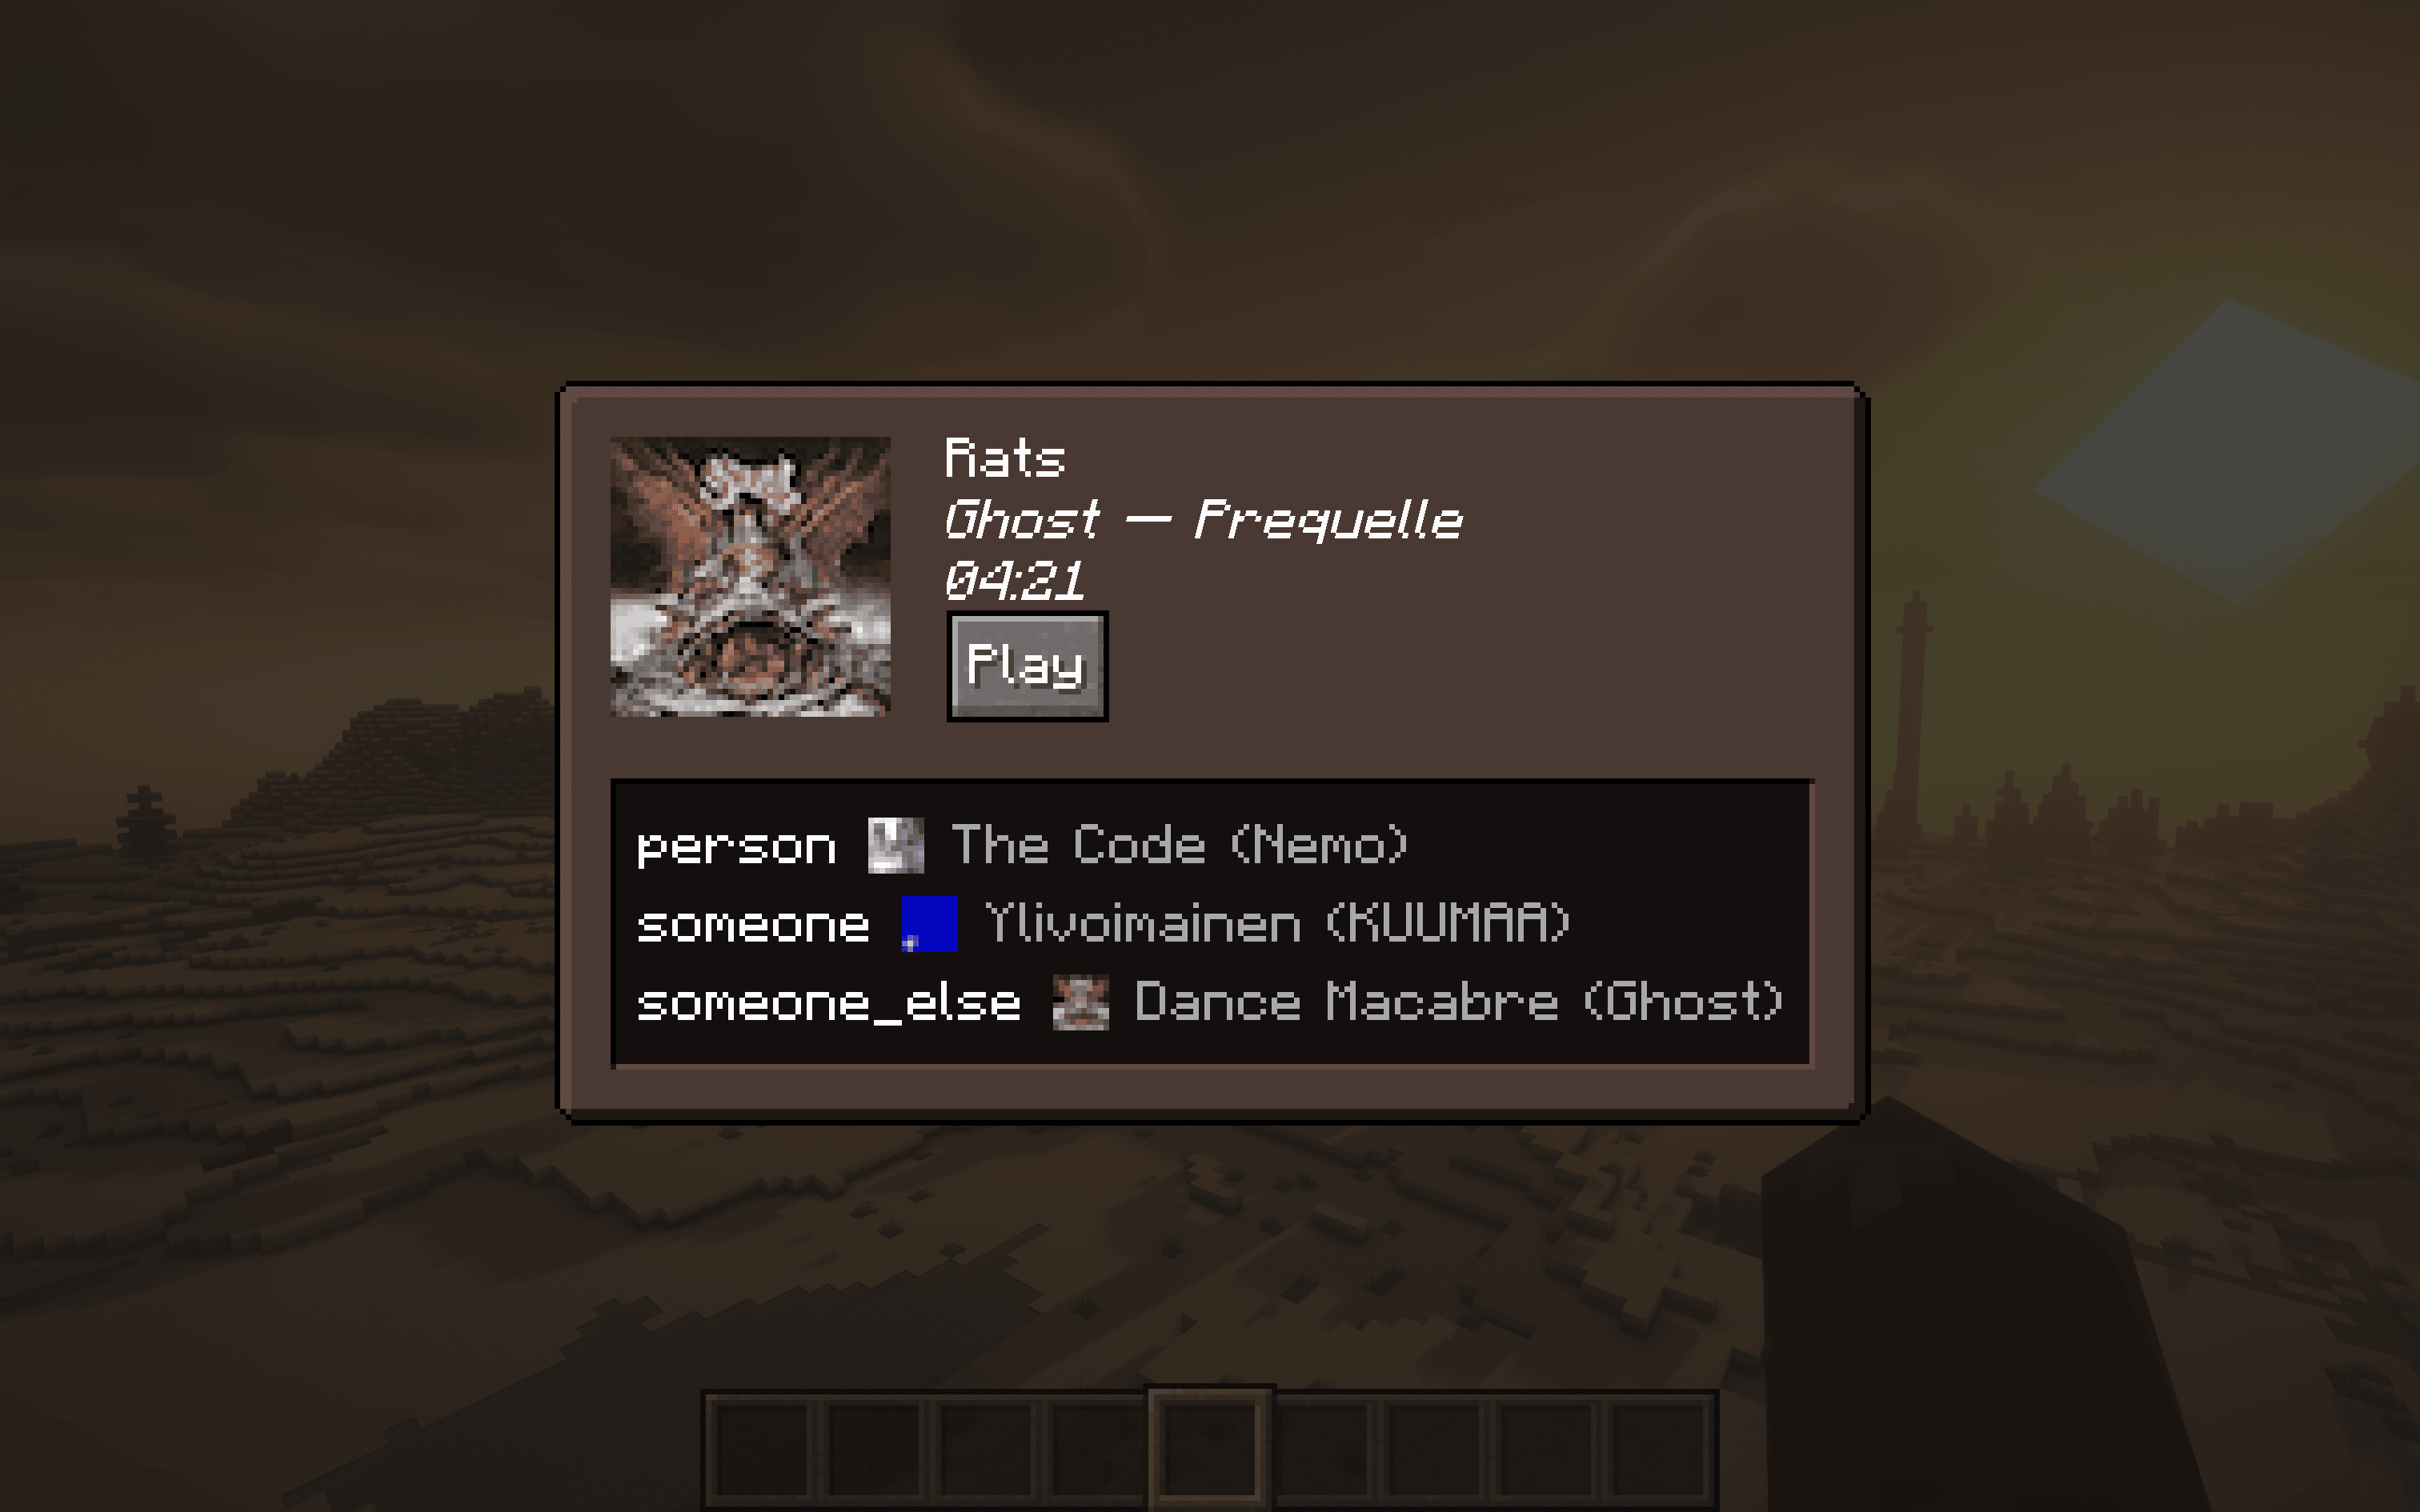 Rats
Ghost — Prequelle
04:21
Play
person The Code (Nemo)
someone Ylivoimainen (KUUMAA)
someone_else Dance Macabre (Ghost)